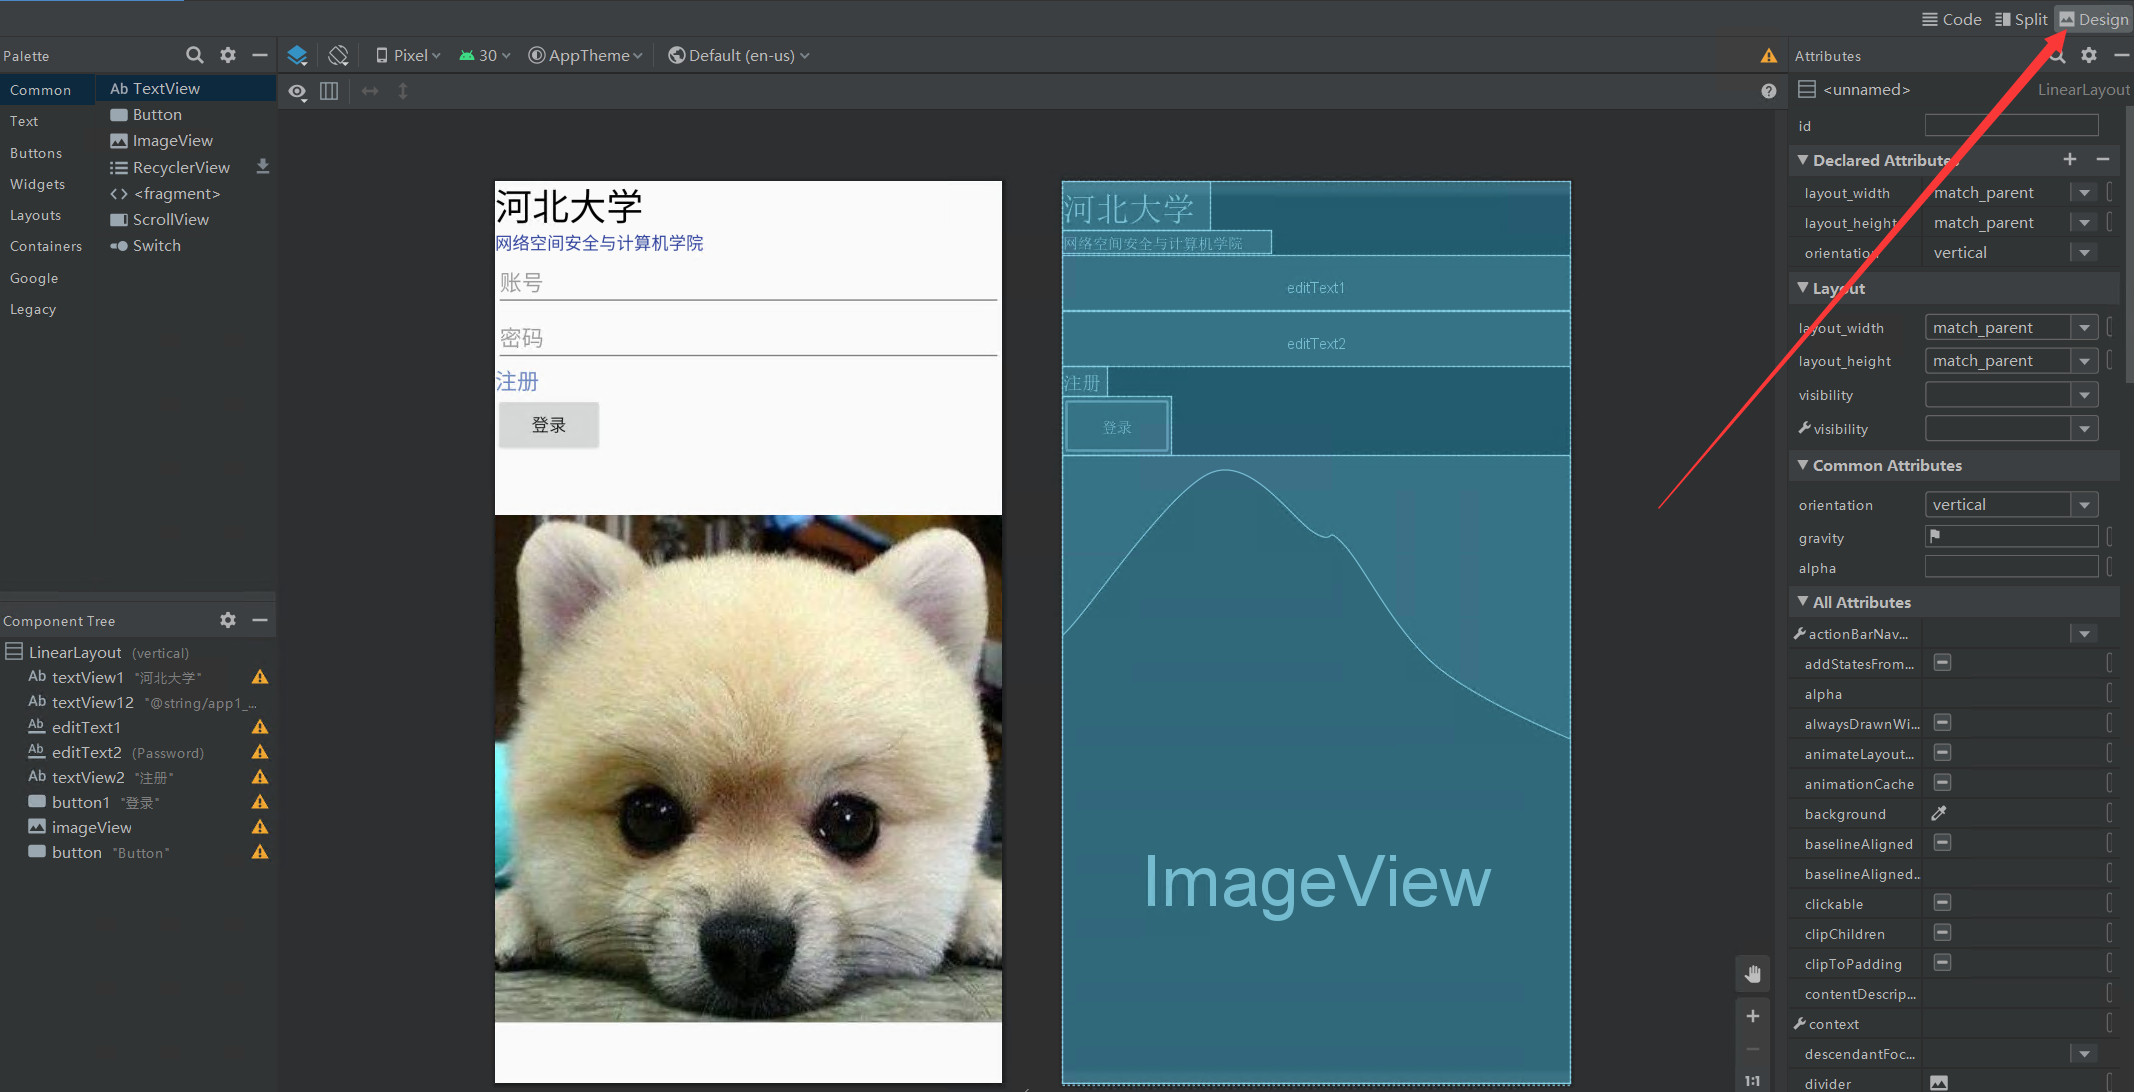 Code Split Design
Palette
Pixel 30 AppTheme Default (en-us)
Attributes
Common
Text
Buttons
Widgets
Layouts
Containers
Google
Legacy
Ab TextView
Button
ImageView
RecyclerView
<fragment>
ScrollView
Switch
Component Tree
LinearLayout (vertical)
Ab textView1 "河北大学"
Ab textView12 "@string/app1_...
Ab editText1
Ab editText2 (Password)
Ab textView2 "注册"
button1 "登录"
imageView
button "Button"
河北大学
网络空间安全与计算机学院
账号
密码
注册
登录
河北大学
网络空间安全与计算机学院
editText1
editText2
注册
登录
ImageView
1:1
<unnamed> LinearLayout
id
Declared Attributes
layout_width match_parent
layout_height match_parent
orientation vertical
Layout
layout_width match_parent
layout_height match_parent
visibility
visibility
Common Attributes
orientation vertical
gravity
alpha
All Attributes
actionBarNav...
addStatesFrom...
alpha
alwaysDrawnWi...
animateLayout...
animationCache
background
baselineAligned
baselineAligned...
clickable
clipChildren
clipToPadding
contentDescrip...
context
descendantFoc...
divider